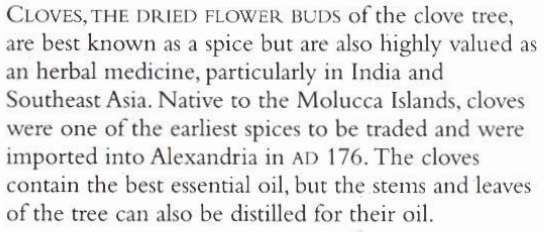 CLOVES, THE DRIED FLOWER BUDS of the clove tree,
are best known as a spice but are also highly valued as
an herbal medicine, particularly in India and
Southeast Asia. Native to the Molucca Islands, cloves
were one of the earliest spices to be traded and were
imported into Alexandria in AD 176. The cloves
contain the best essential oil, but the stems and leaves
of the tree can also be distilled for their oil.